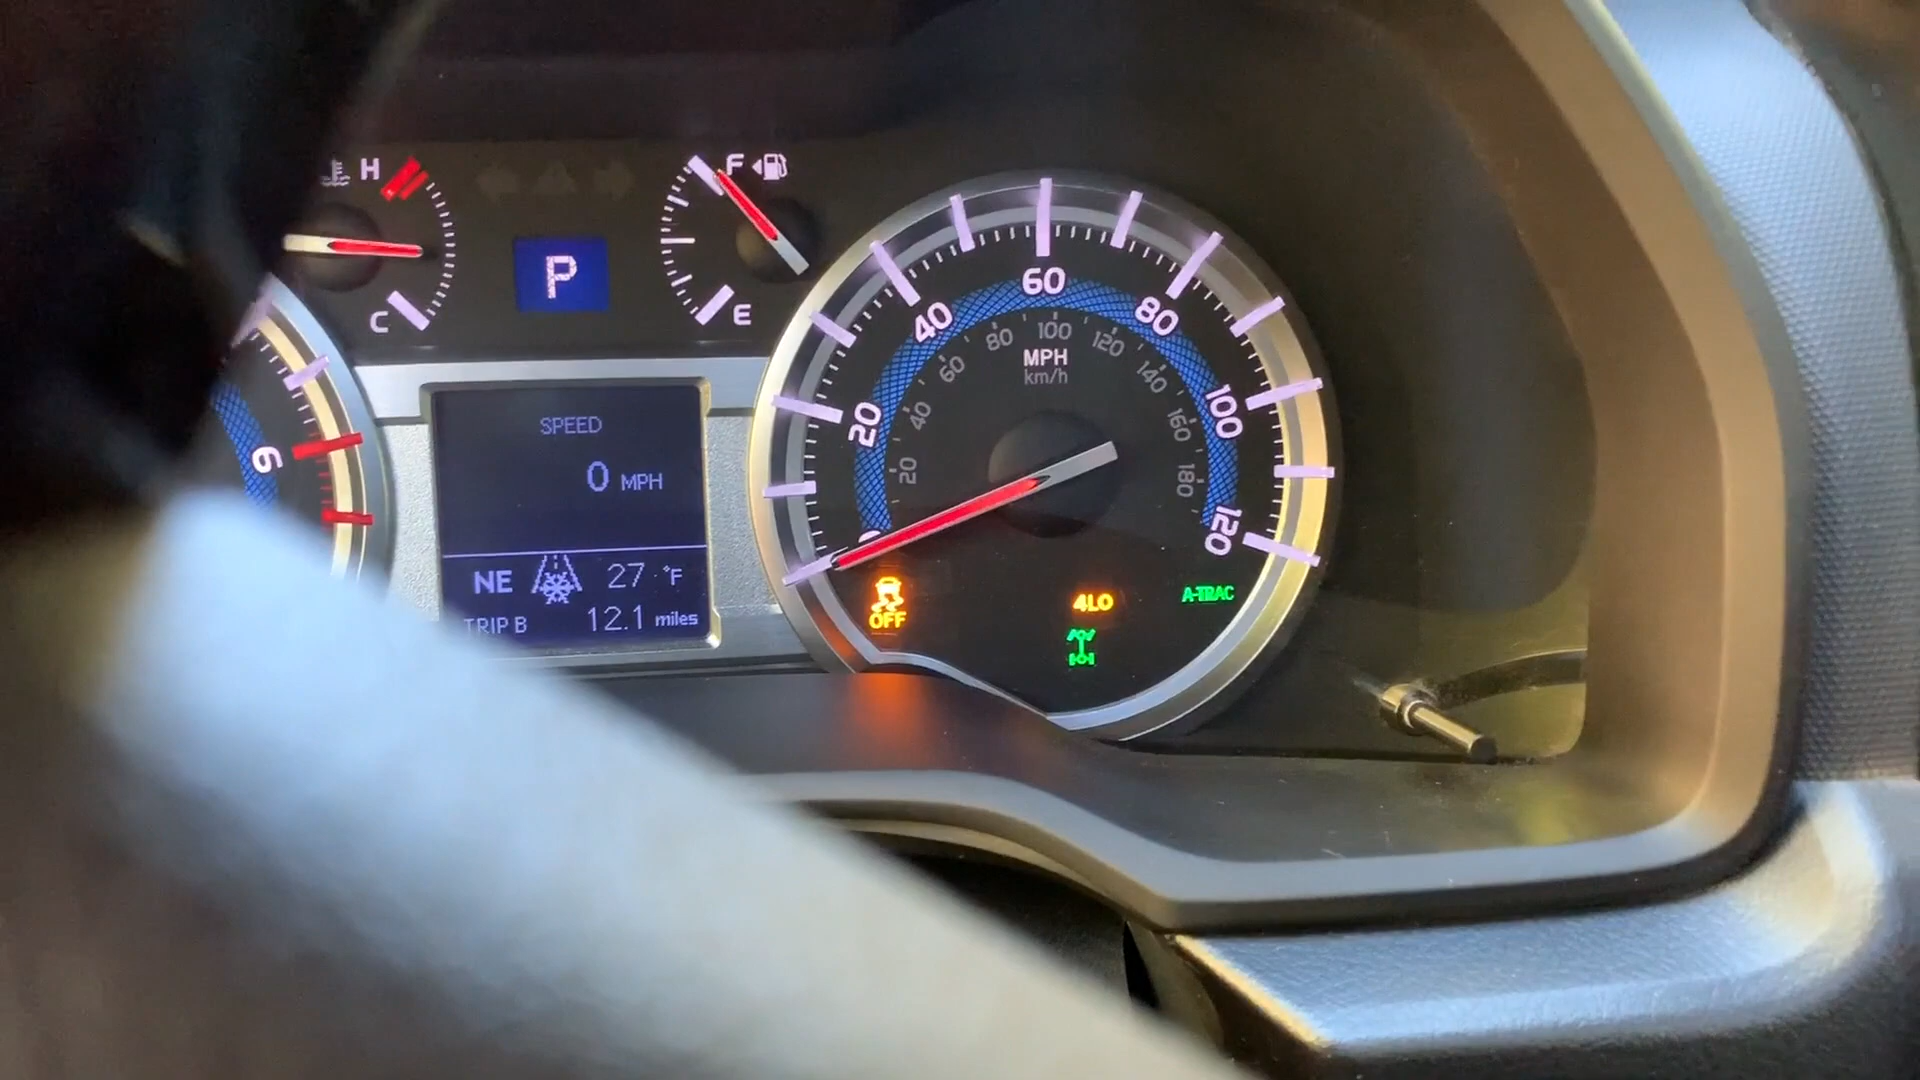 H
F
P
C
E
60
40
80
100
80
120
60
MPH
km/h
140
SPEED
20
40
160
100
0 MPH
6
20
180
120
NE 27 °F
TRIP B 12.1 miles
OFF
4LO
A-TRAC